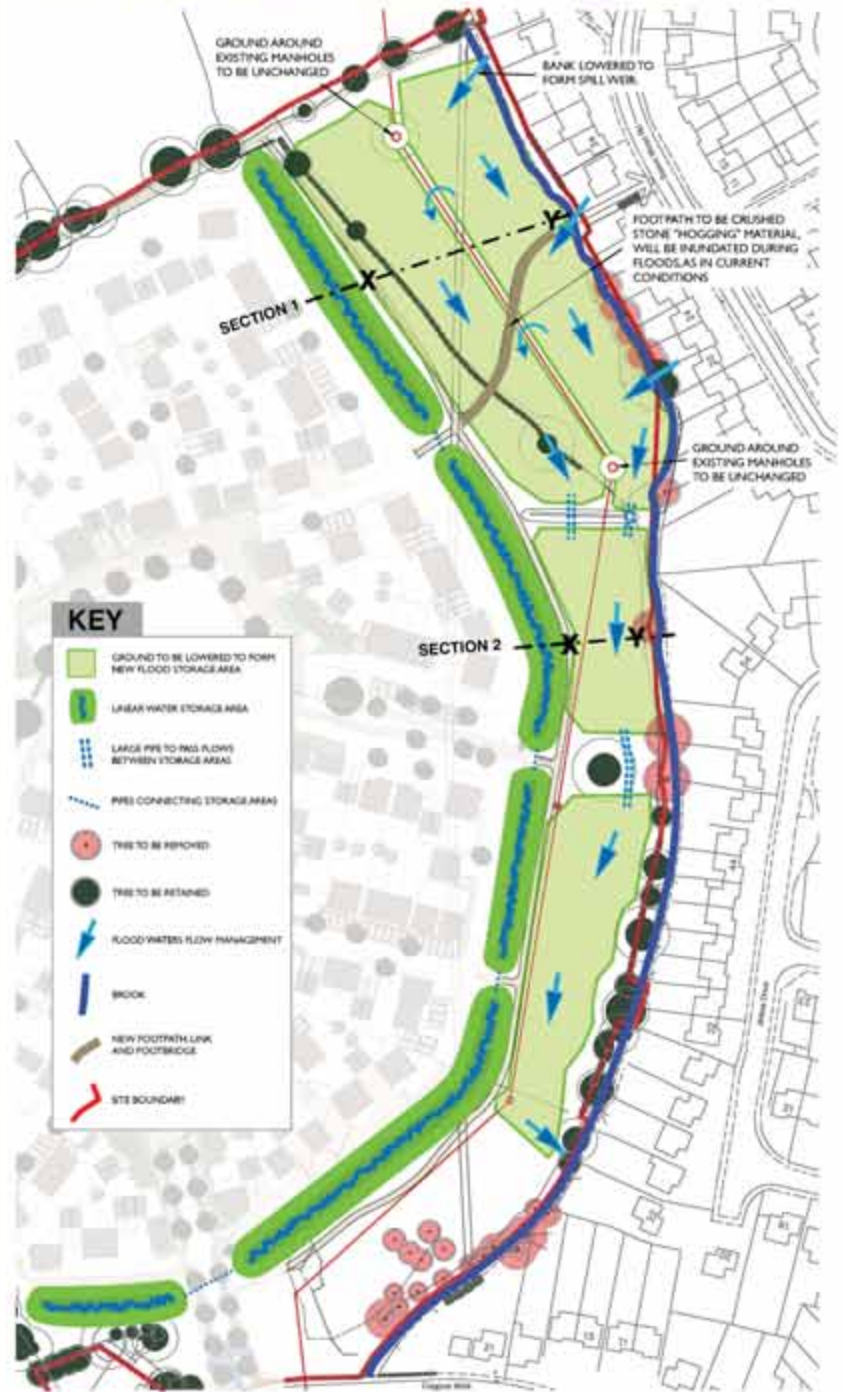 GROUND AROUND
EXISTING MANHOLES
TO BE UNCHANGED
BANK LOWERED TO
FORM SPILL WEIR
FOOTPATH TO BE CRUSHED
STONE "HOGGING" MATERIAL,
WILL BE INUNDATED DURING
FLOODS, AS IN CURRENT
CONDITIONS
Y
X
SECTION 1
GROUND AROUND
EXISTING MANHOLES
TO BE UNCHANGED
SECTION 2
X
Y
KEY
GROUND TO BE LOWERED TO FORM
NEW FLOOD STORAGE AREA
LINEAR WATER STORAGE AREA
LARGE PIPE TO PASS FLOWS
BETWEEN STORAGE AREAS
PIPES CONNECTING STORAGE AREAS
TREE TO BE REMOVED
TREE TO BE RETAINED
FLOOD WATERS FLOW MANAGEMENT
BROOK
NEW FOOTPATH LINK
AND FOOTBRIDGE
SITE BOUNDARY